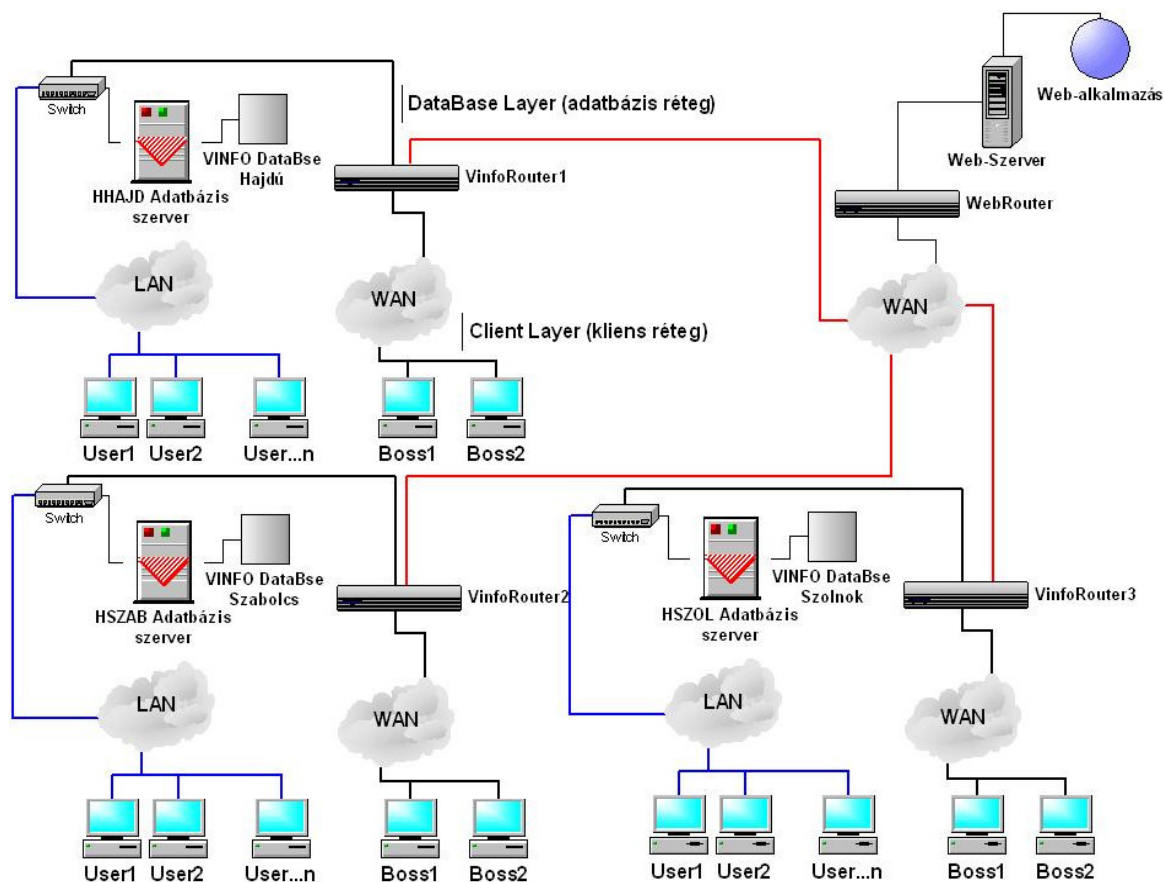 Switch
HHAJD Adatbázis
szerver
VINFO DataBse
Hajdú
DataBase Layer (adatbázis réteg)
VinfoRouter1
Web-Szerver
Web-alkalmazás
WebRouter
LAN
WAN
WAN
Client Layer (kliens réteg)
User1
User2
User...n
Boss1
Boss2
Switch
HSZAB Adatbázis
szerver
VINFO DataBse
Szabolcs
VinfoRouter2
LAN
WAN
User1
User2
User...n
Boss1
Boss2
Switch
HSZOL Adatbázis
szerver
VINFO DataBse
Szolnok
VinfoRouter3
LAN
WAN
User1
User2
User...n
Boss1
Boss2